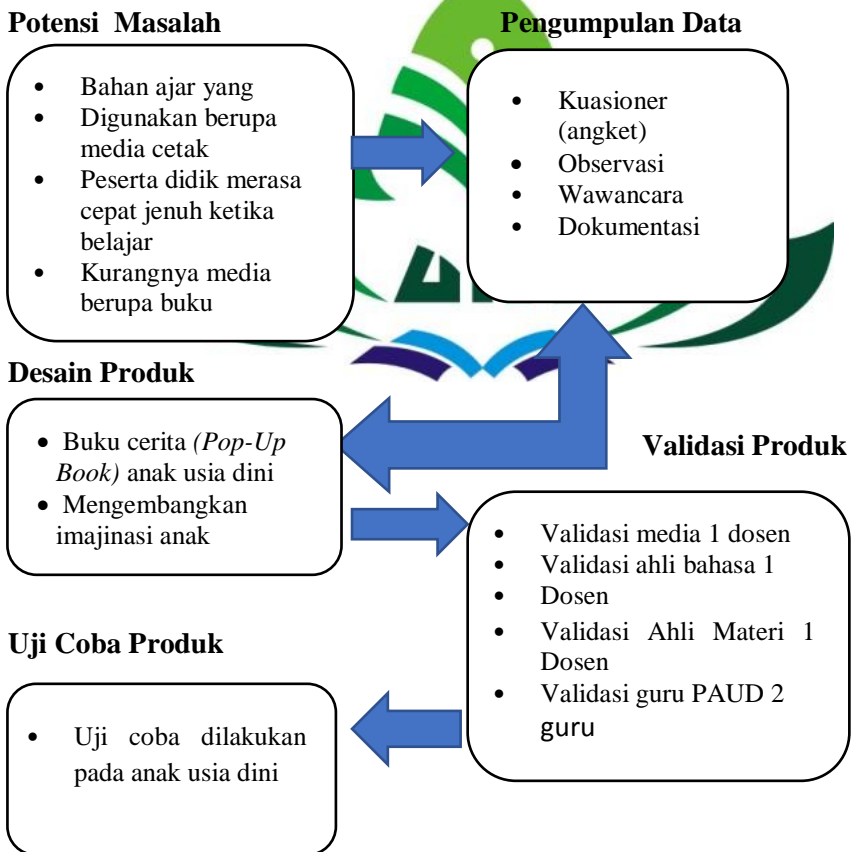 Potensi Masalah
• Bahan ajar yang
• Digunakan berupa
media cetak
• Peserta didik merasa
cepat jenuh ketika
belajar
• Kurangnya media
berupa buku
Pengumpulan Data
• Kuasioner
(angket)
• Observasi
• Wawancara
• Dokumentasi
Desain Produk
• Buku cerita (Pop-Up
Book) anak usia dini
• Mengembangkan
imajinasi anak
Validasi Produk
• Validasi media 1 dosen
• Validasi ahli bahasa 1
• Dosen
• Validasi Ahli Materi 1
Dosen
• Validasi guru PAUD 2
guru
Uji Coba Produk
• Uji coba dilakukan
pada anak usia dini